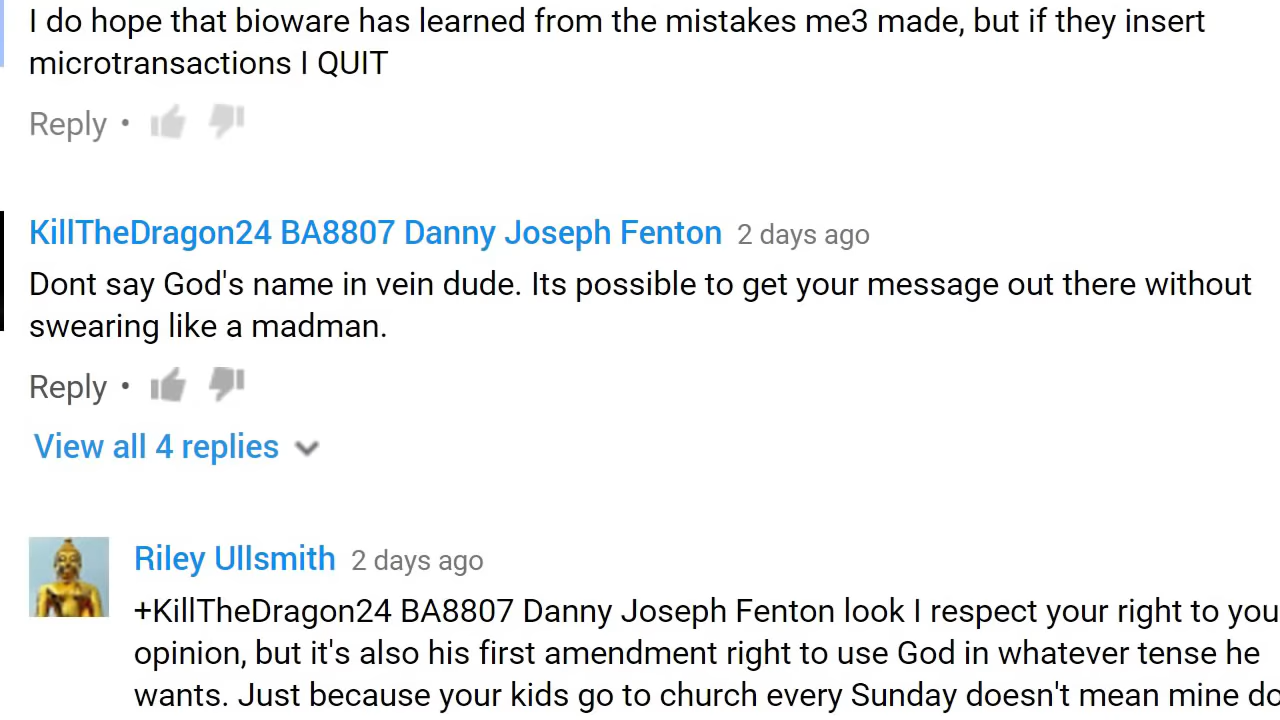 I do hope that bioware has learned from the mistakes me3 made, but if they insert
microtransactions I QUIT
Reply •
KillTheDragon24 BA8807 Danny Joseph Fenton 2 days ago
Dont say God's name in vein dude. Its possible to get your message out there without
swearing like a madman.
Reply •
View all 4 replies
Riley Ullsmith 2 days ago
+KillTheDragon24 BA8807 Danny Joseph Fenton look I respect your right to you
opinion, but it's also his first amendment right to use God in whatever tense he
wants. Just because your kids go to church every Sunday doesn't mean mine do